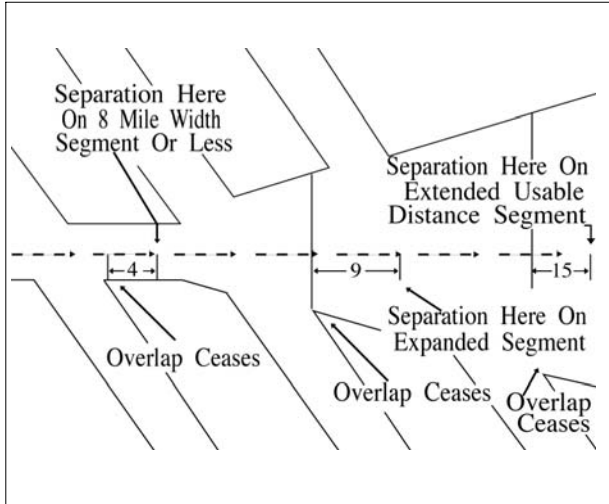 Separation Here
On 8 Mile Width
Segment Or Less
Separation Here On
Extended Usable
Distance Segment
4
9
15
Overlap Ceases
Separation Here On
Expanded Segment
Overlap Ceases
Overlap
Ceases